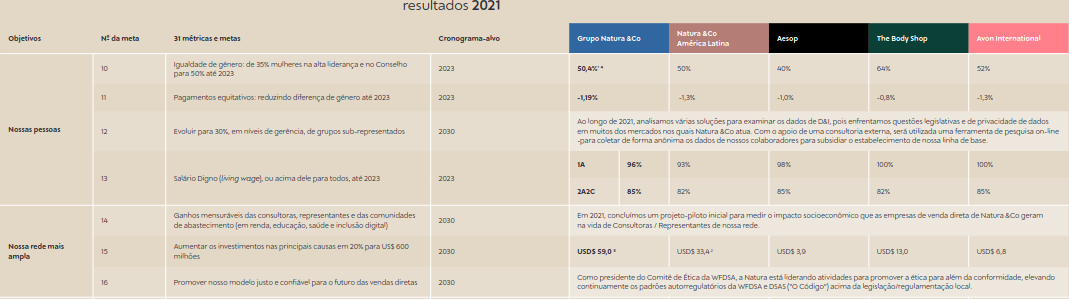 resultados 2021
Objetivos Nº da meta 31 métricas e metas Cronograma-alvo Grupo Natura &Co Natura &Co Aesop The Body Shop Avon International
América Latina
10 Igualdade de gênero: de 35% mulheres na alta liderança e no Conselho 2023 50,4%¹ ⁴ 50% 40% 64% 52%
para 50% até 2023
11 Pagamentos equitativos: reduzindo diferença de gênero até 2023 2023 -1,19% -1,3% -1,0% -0,8% -1,3%
Nossas pessoas
12 Evoluir para 30%, em níveis de gerência, de grupos sub-representados 2030
Ao longo de 2021, analisamos várias soluções para examinar os dados de D&I, pois enfrentamos questões legislativas e de privacidade de dados
em muitos dos mercados nos quais Natura &Co atua. Com o apoio de uma consultoria externa, será utilizada uma ferramenta de pesquisa on-line
-para coletar de forma anônima os dados de nossos colaboradores para subsidiar o estabelecimento de nossa linha de base.
13 Salário Digno (living wage), ou acima dele para todos, até 2023 2023
1A 96% 93% 98% 100% 100%
2A2C 85% 82% 85% 82% 85%
Nossa rede mais
ampla
14 Ganhos mensuráveis das consultoras, representantes e das comunidades 2030
de abastecimento (em renda, educação, saúde e inclusão digital)
Em 2021, concluímos um projeto-piloto inicial para medir o impacto socioeconômico que as empresas de venda direta de Natura &Co geram
na vida de Consultoras / Representantes de nossa rede.
15 Aumentar os investimentos nas principais causas em 20% para US$ 600 2030 USD$ 59,0 USD$ 33,4 USD$ 3,9 USD$ 13,0 USD$ 6,8
milhões
16 Promover nosso modelo justo e confiável para o futuro das vendas diretas 2030
Como presidente do Comitê de Ética da WFDSA, a Natura está liderando atividades para promover a ética para além da conformidade, elevando
continuamente os padrões autorregulatórios da WFDSA e DSAS ("O Código") acima da legislação/regulamentação local.